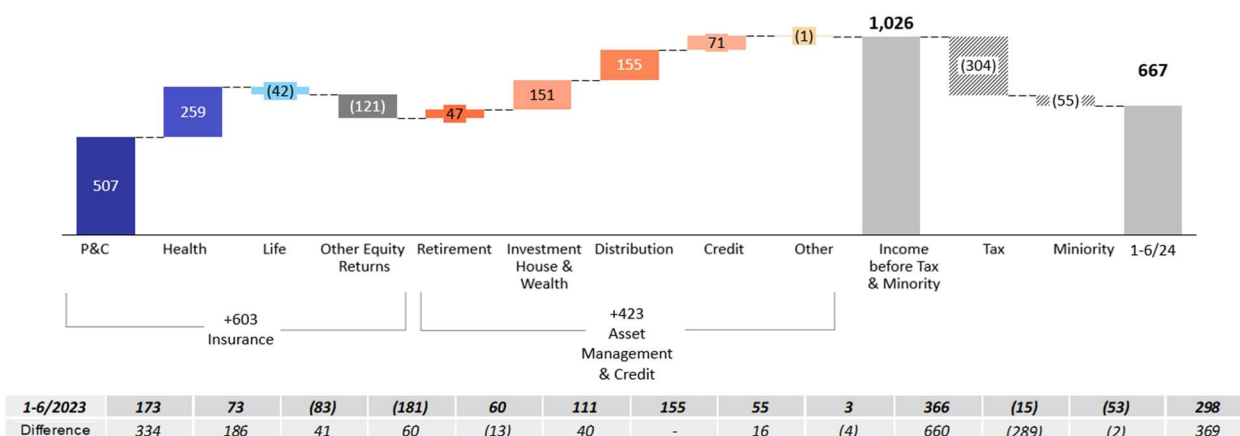 1,026
71
(1)
155
(304)
667
151
259
(42)
(121)
47
(55)
507
P&C Health Life Other Equity Returns Retirement Investment House & Wealth Distribution Credit Other Income before Tax & Minority Tax Miniority 1-6/24
+603
Insurance
+423
Asset
Management
& Credit
1-6/2023 173 73 (83) (181) 60 111 155 55 3 366 (15) (53) 298
Difference 334 186 41 60 (13) 40 - 16 (4) 660 (289) (2) 369